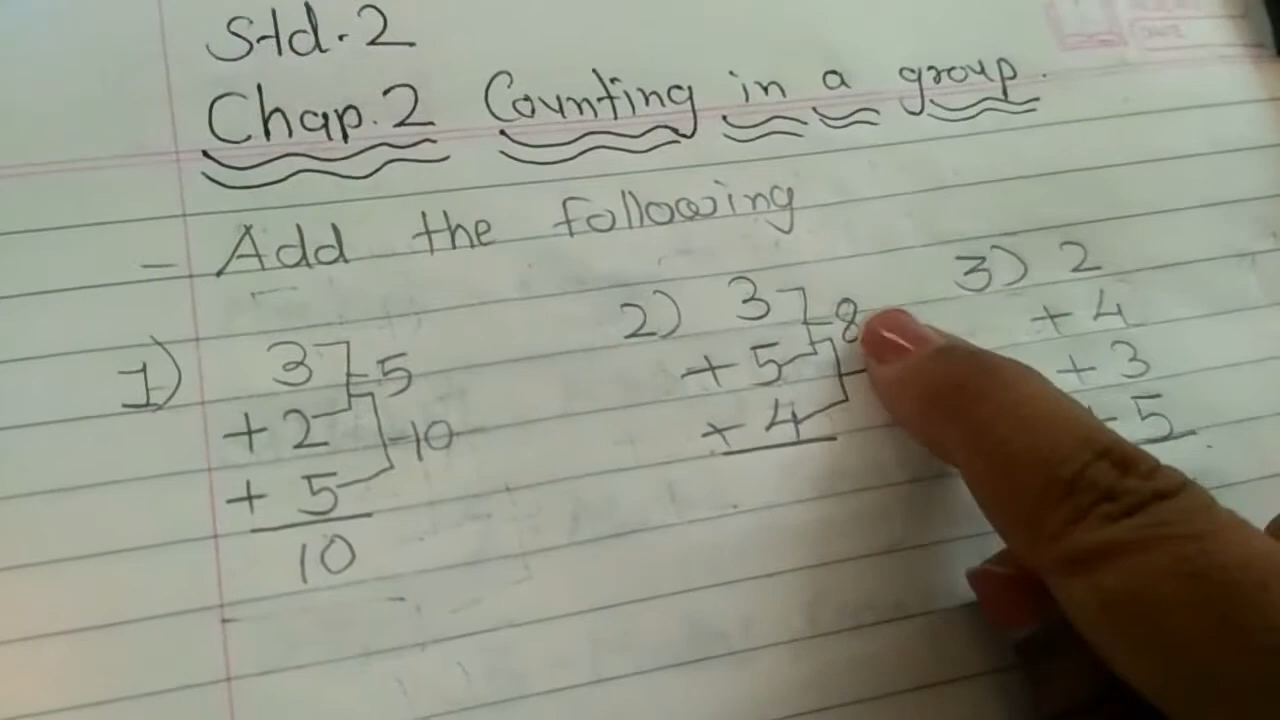 Std.2
Chap.2 Counting in a group.
- Add the following
1) 3 5
+ 2 10
+ 5
10
2) 3 8
+ 5
+ 4
3) 2
+ 4
+ 3
+ 5